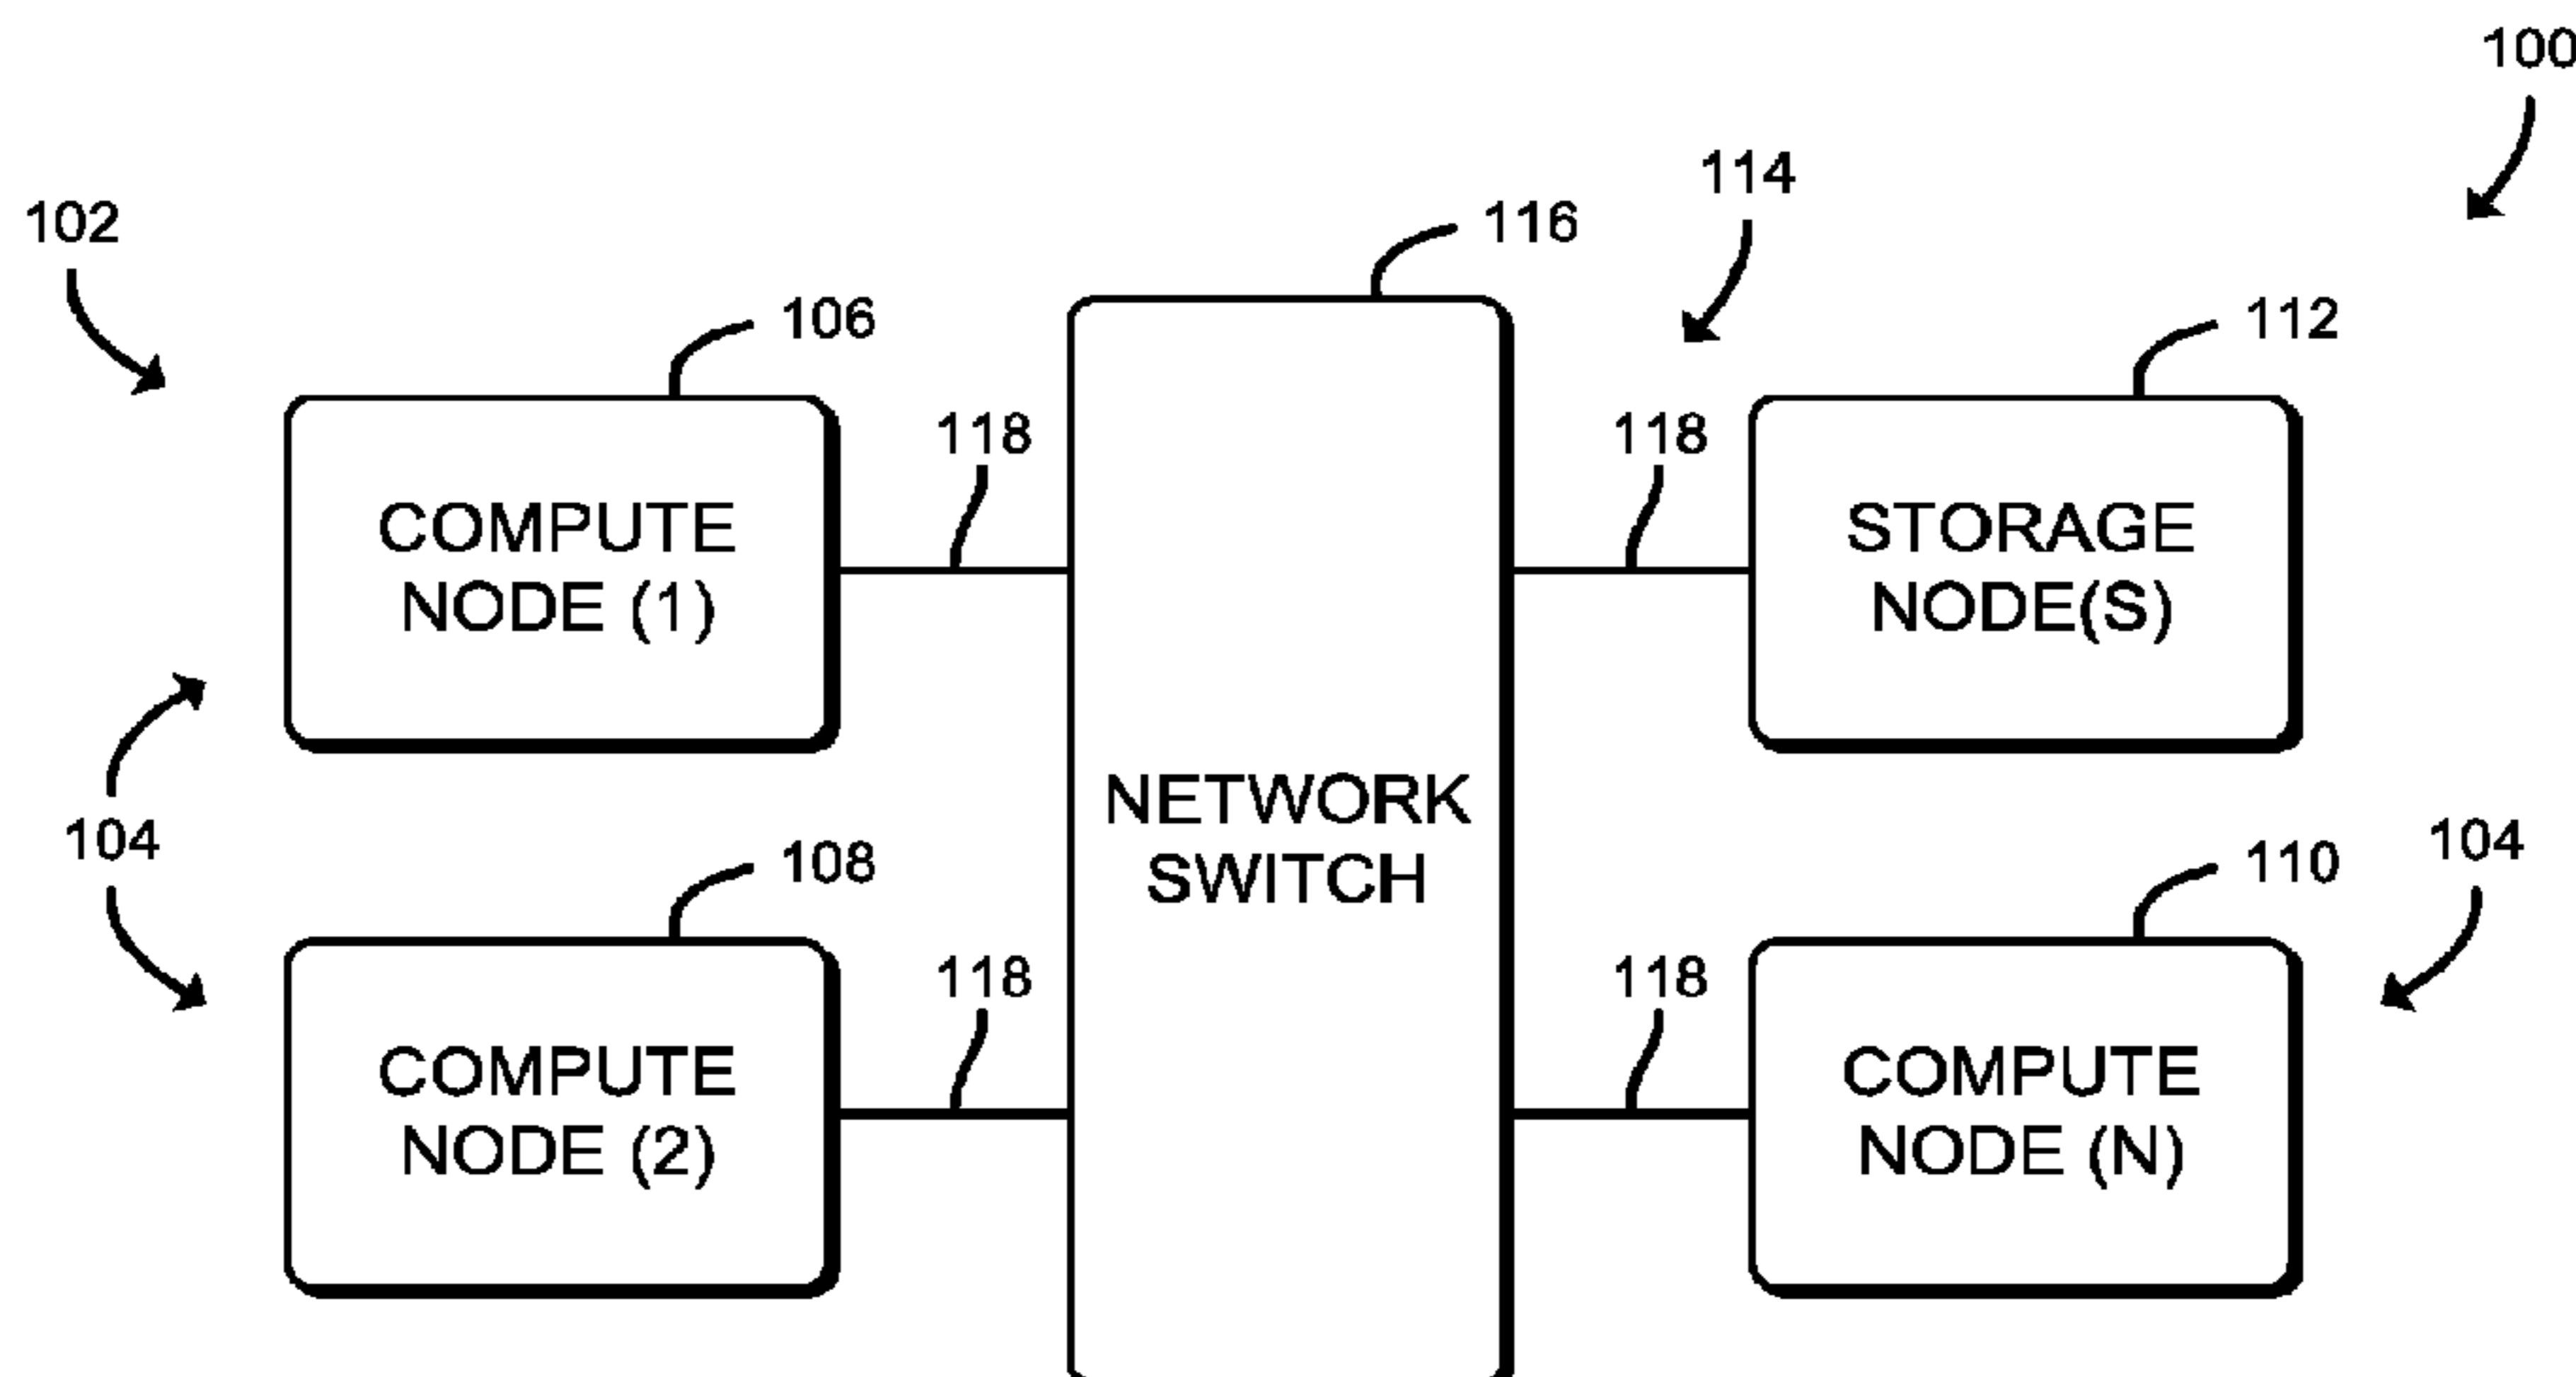 100
114
102
116
106
112
118
118
COMPUTE
NODE (1)
STORAGE
NODE(S)
NETWORK
SWITCH
104
108
110
104
118
118
COMPUTE
NODE (2)
COMPUTE
NODE (N)